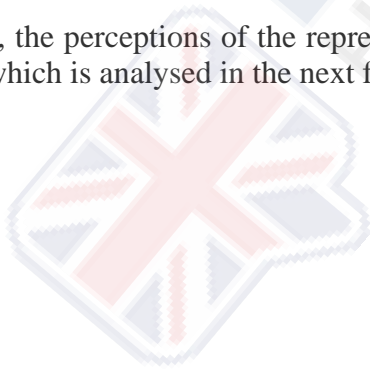 , the perceptions of the repre
which is analysed in the next f